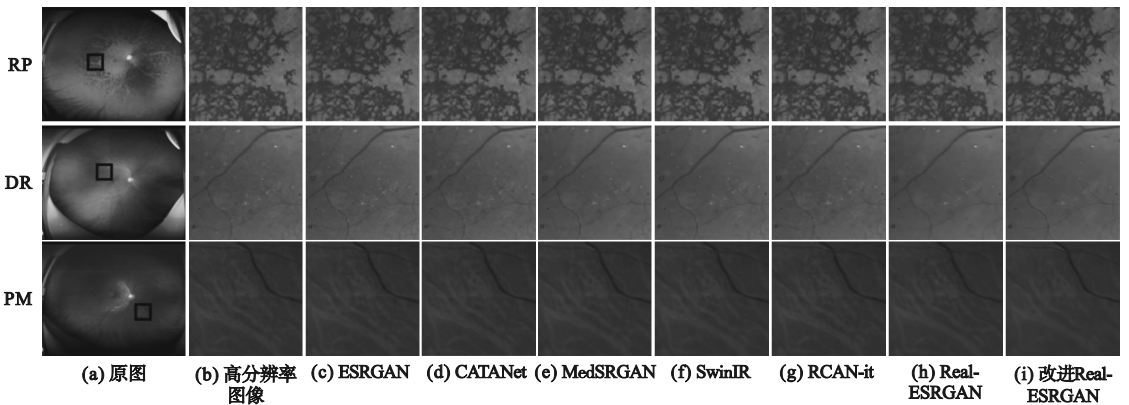 RP
DR
PM
(a) 原图
(b) 高分辨率
图像
(c) ESRGAN
(d) CATANet
(e) MedSRGAN
(f) SwinIR
(g) RCAN-it
(h) Real-
ESRGAN
(i) 改进Real-
ESRGAN